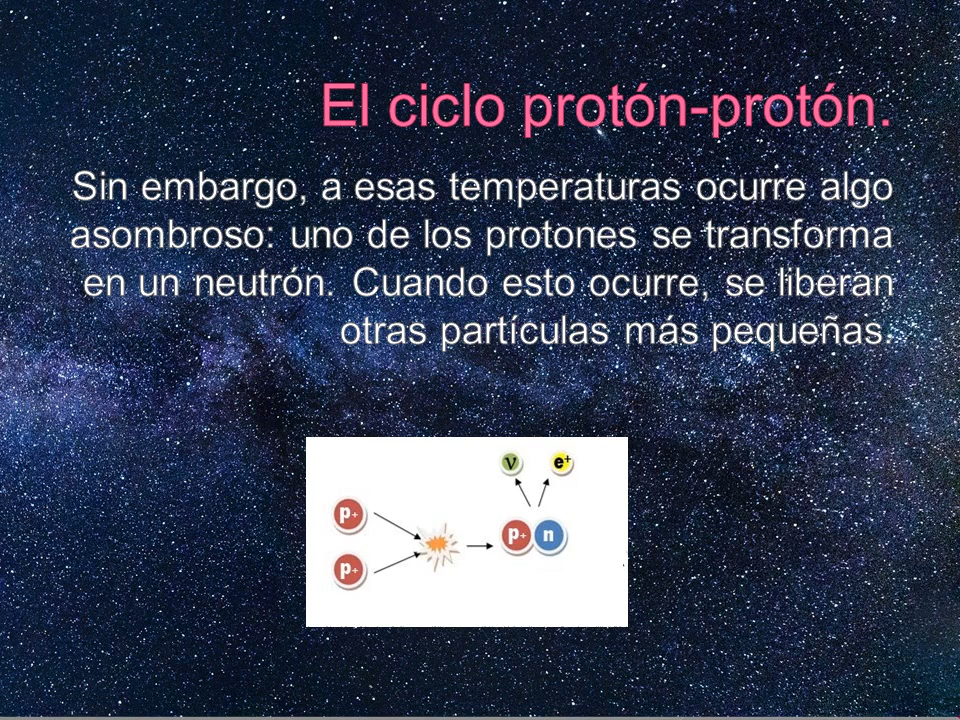 El ciclo protón-protón.
Sin embargo, a esas temperaturas ocurre algo
asombroso: uno de los protones se transforma
en un neutrón. Cuando esto ocurre, se liberan
otras partículas más pequeñas.
ν e+
p+
p+ n
p+